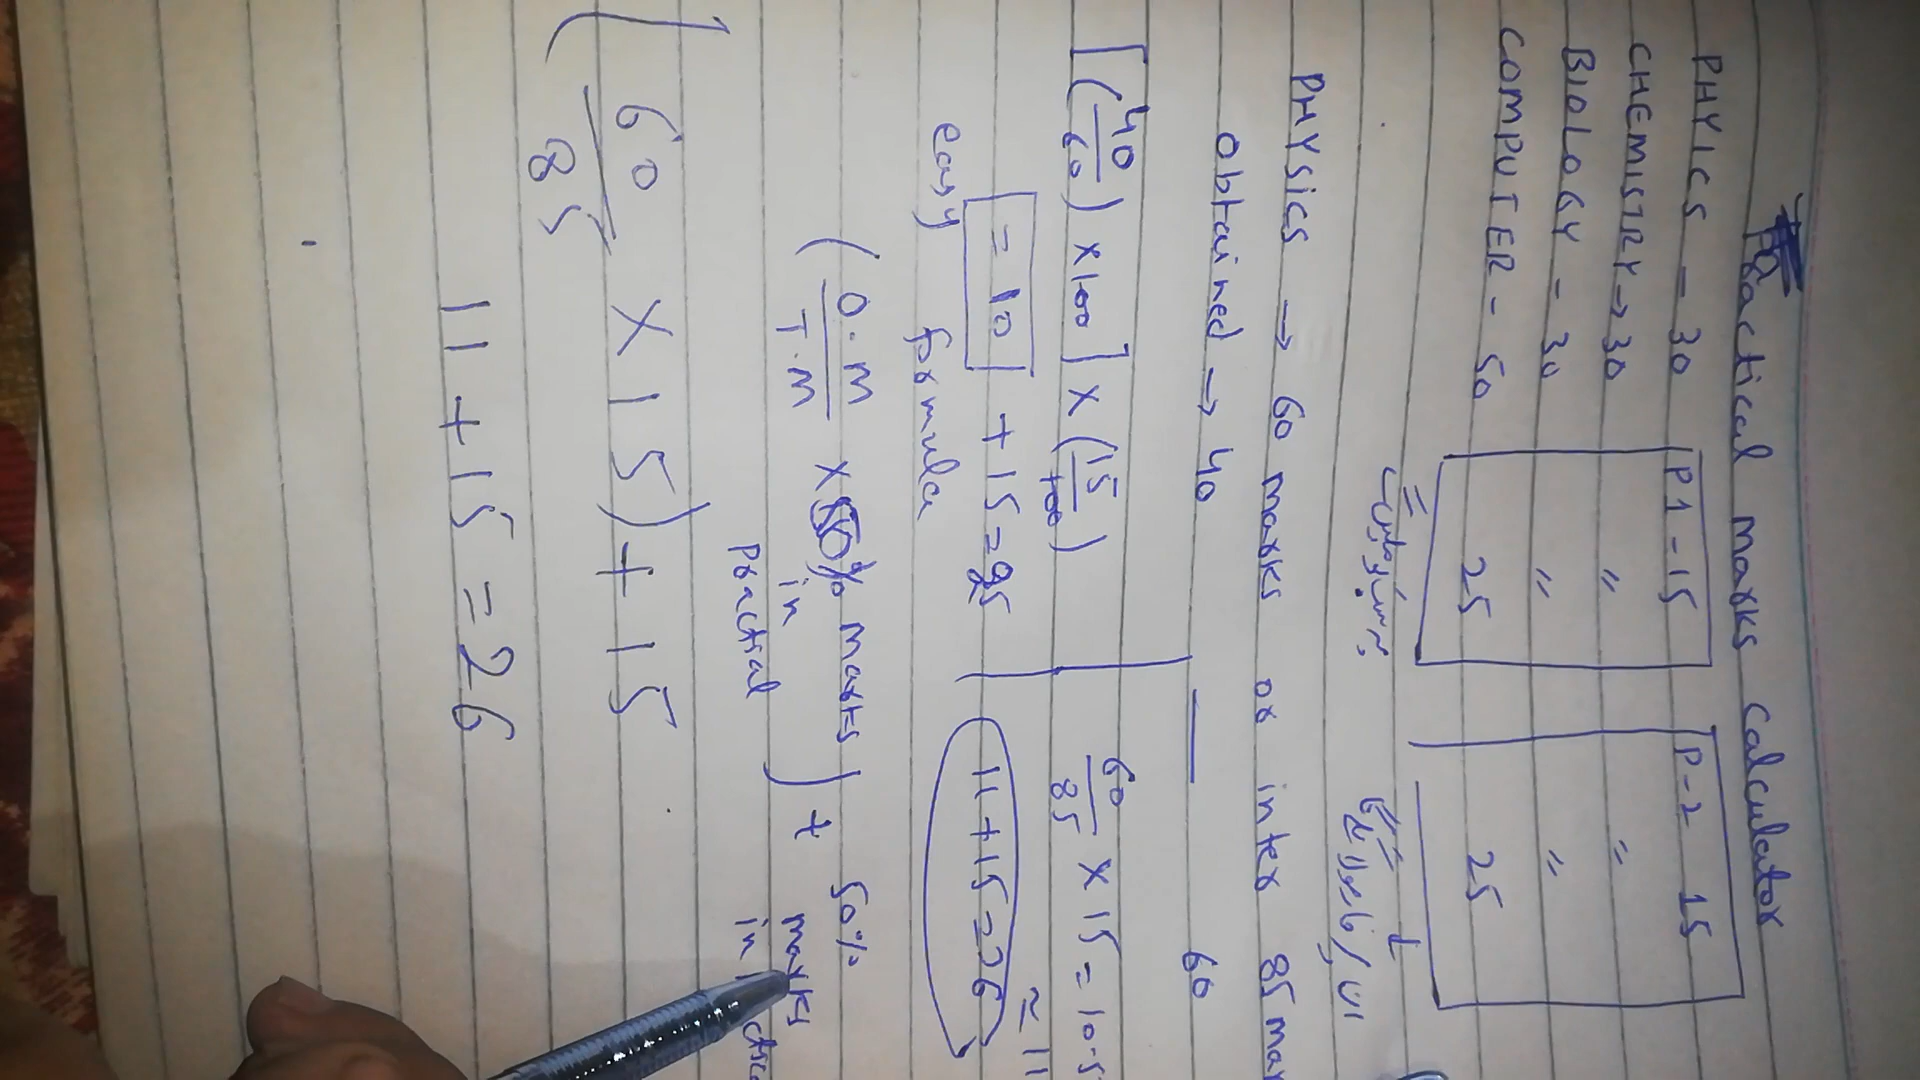 Practical marks calculator
PHYICS - 30 P1-15 P-2 15
CHEMISTRY → 30 " "
BIOLOGY - 30 " "
COMPUTER - 50 25 25
PHYSICS → 60 marks or inter 85 mar
obtained → 40 60
[(40/60) x100] x (15/100) 60/85 x 15 = 10.5
≈ 11
= 10 + 15 = 25 11 + 15 = 26
easy formula
(O.M/T.M x 50% marks in practical) + 50% marks in
(60/85 x 15) + 15
11 + 15 = 26